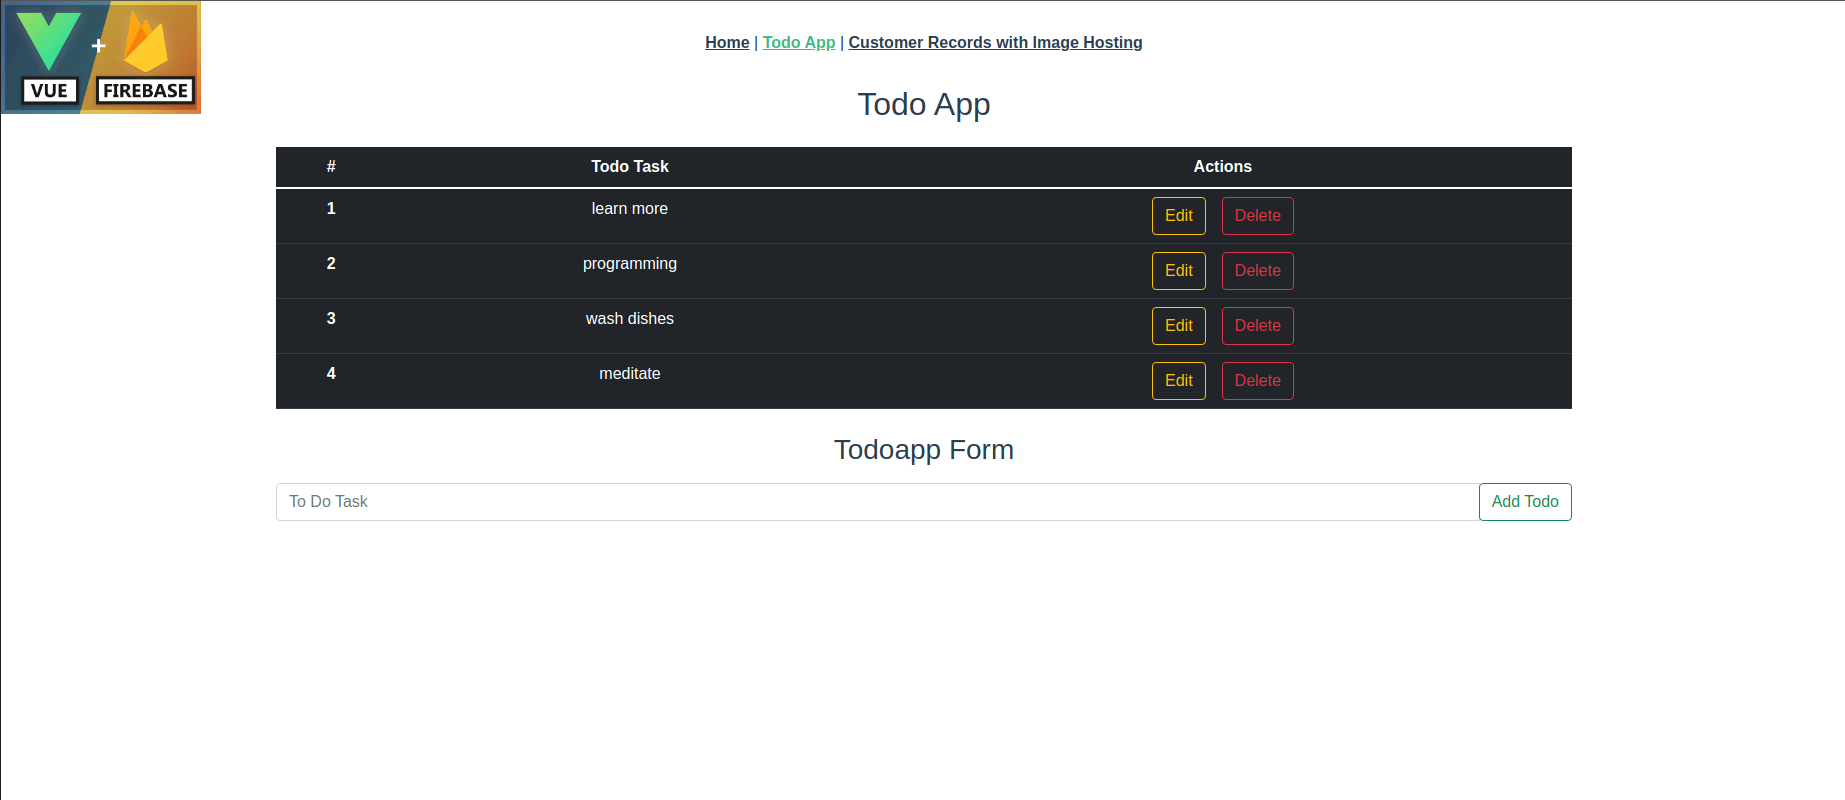 VUE + FIREBASE
Home | Todo App | Customer Records with Image Hosting
Todo App
# Todo Task Actions
1 learn more Edit Delete
2 programming Edit Delete
3 wash dishes Edit Delete
4 meditate Edit Delete
Todoapp Form
To Do Task Add Todo